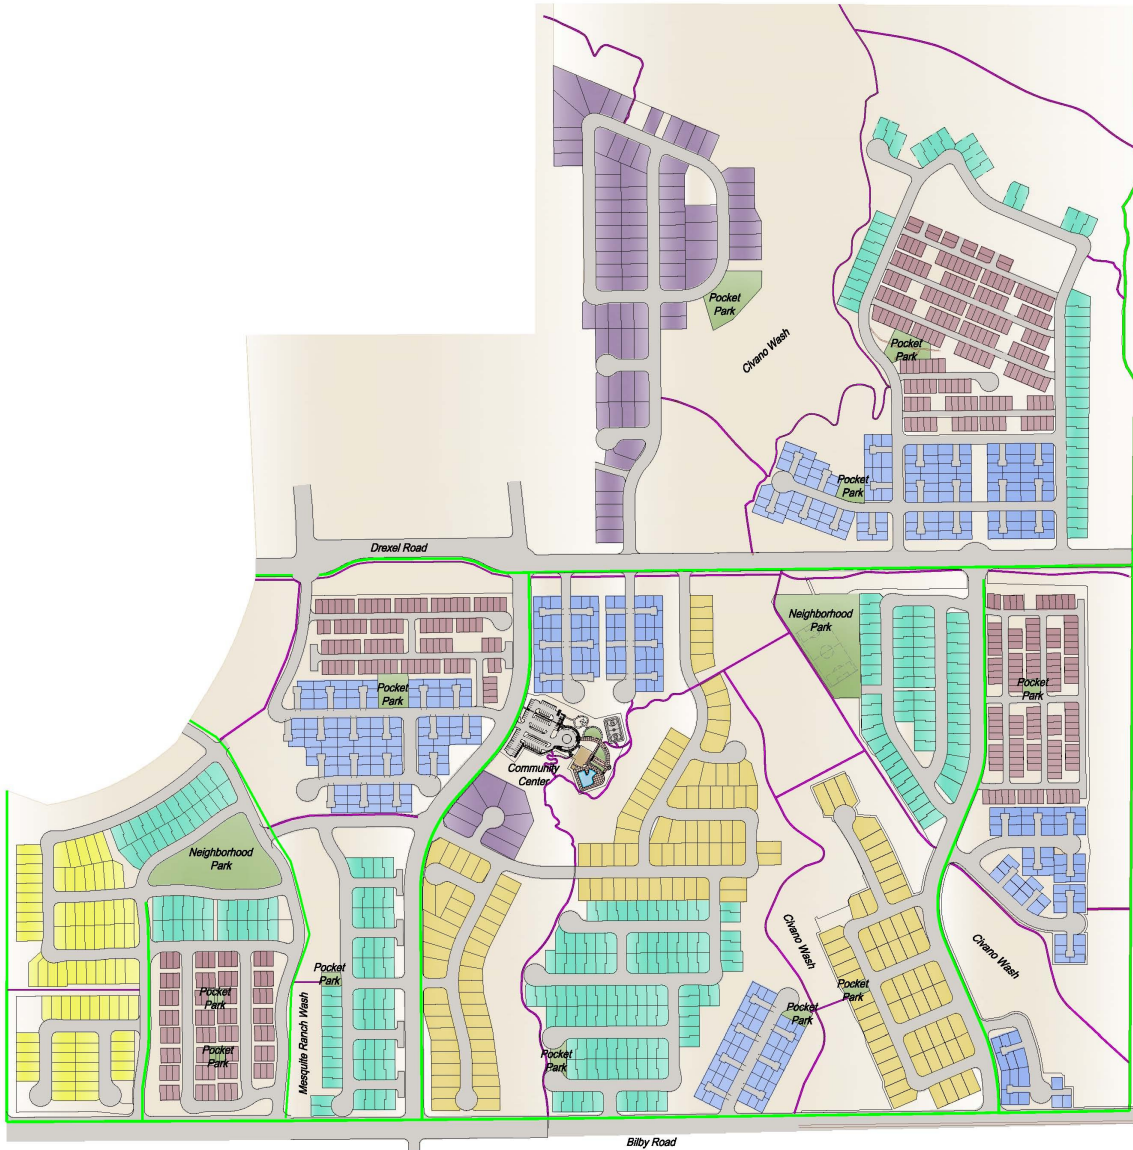 Pocket
Park
Civano Wash
Pocket
Park
Pocket
Park
Drexel Road
Neighborhood
Park
Pocket
Park
Pocket
Park
Community
Center
Neighborhood
Park
Civano Wash
Civano Wash
Pocket
Park
Mesquite Ranch Wash
Pocket
Park
Pocket
Park
Pocket
Park
Pocket
Park
Pocket
Park
Bilby Road